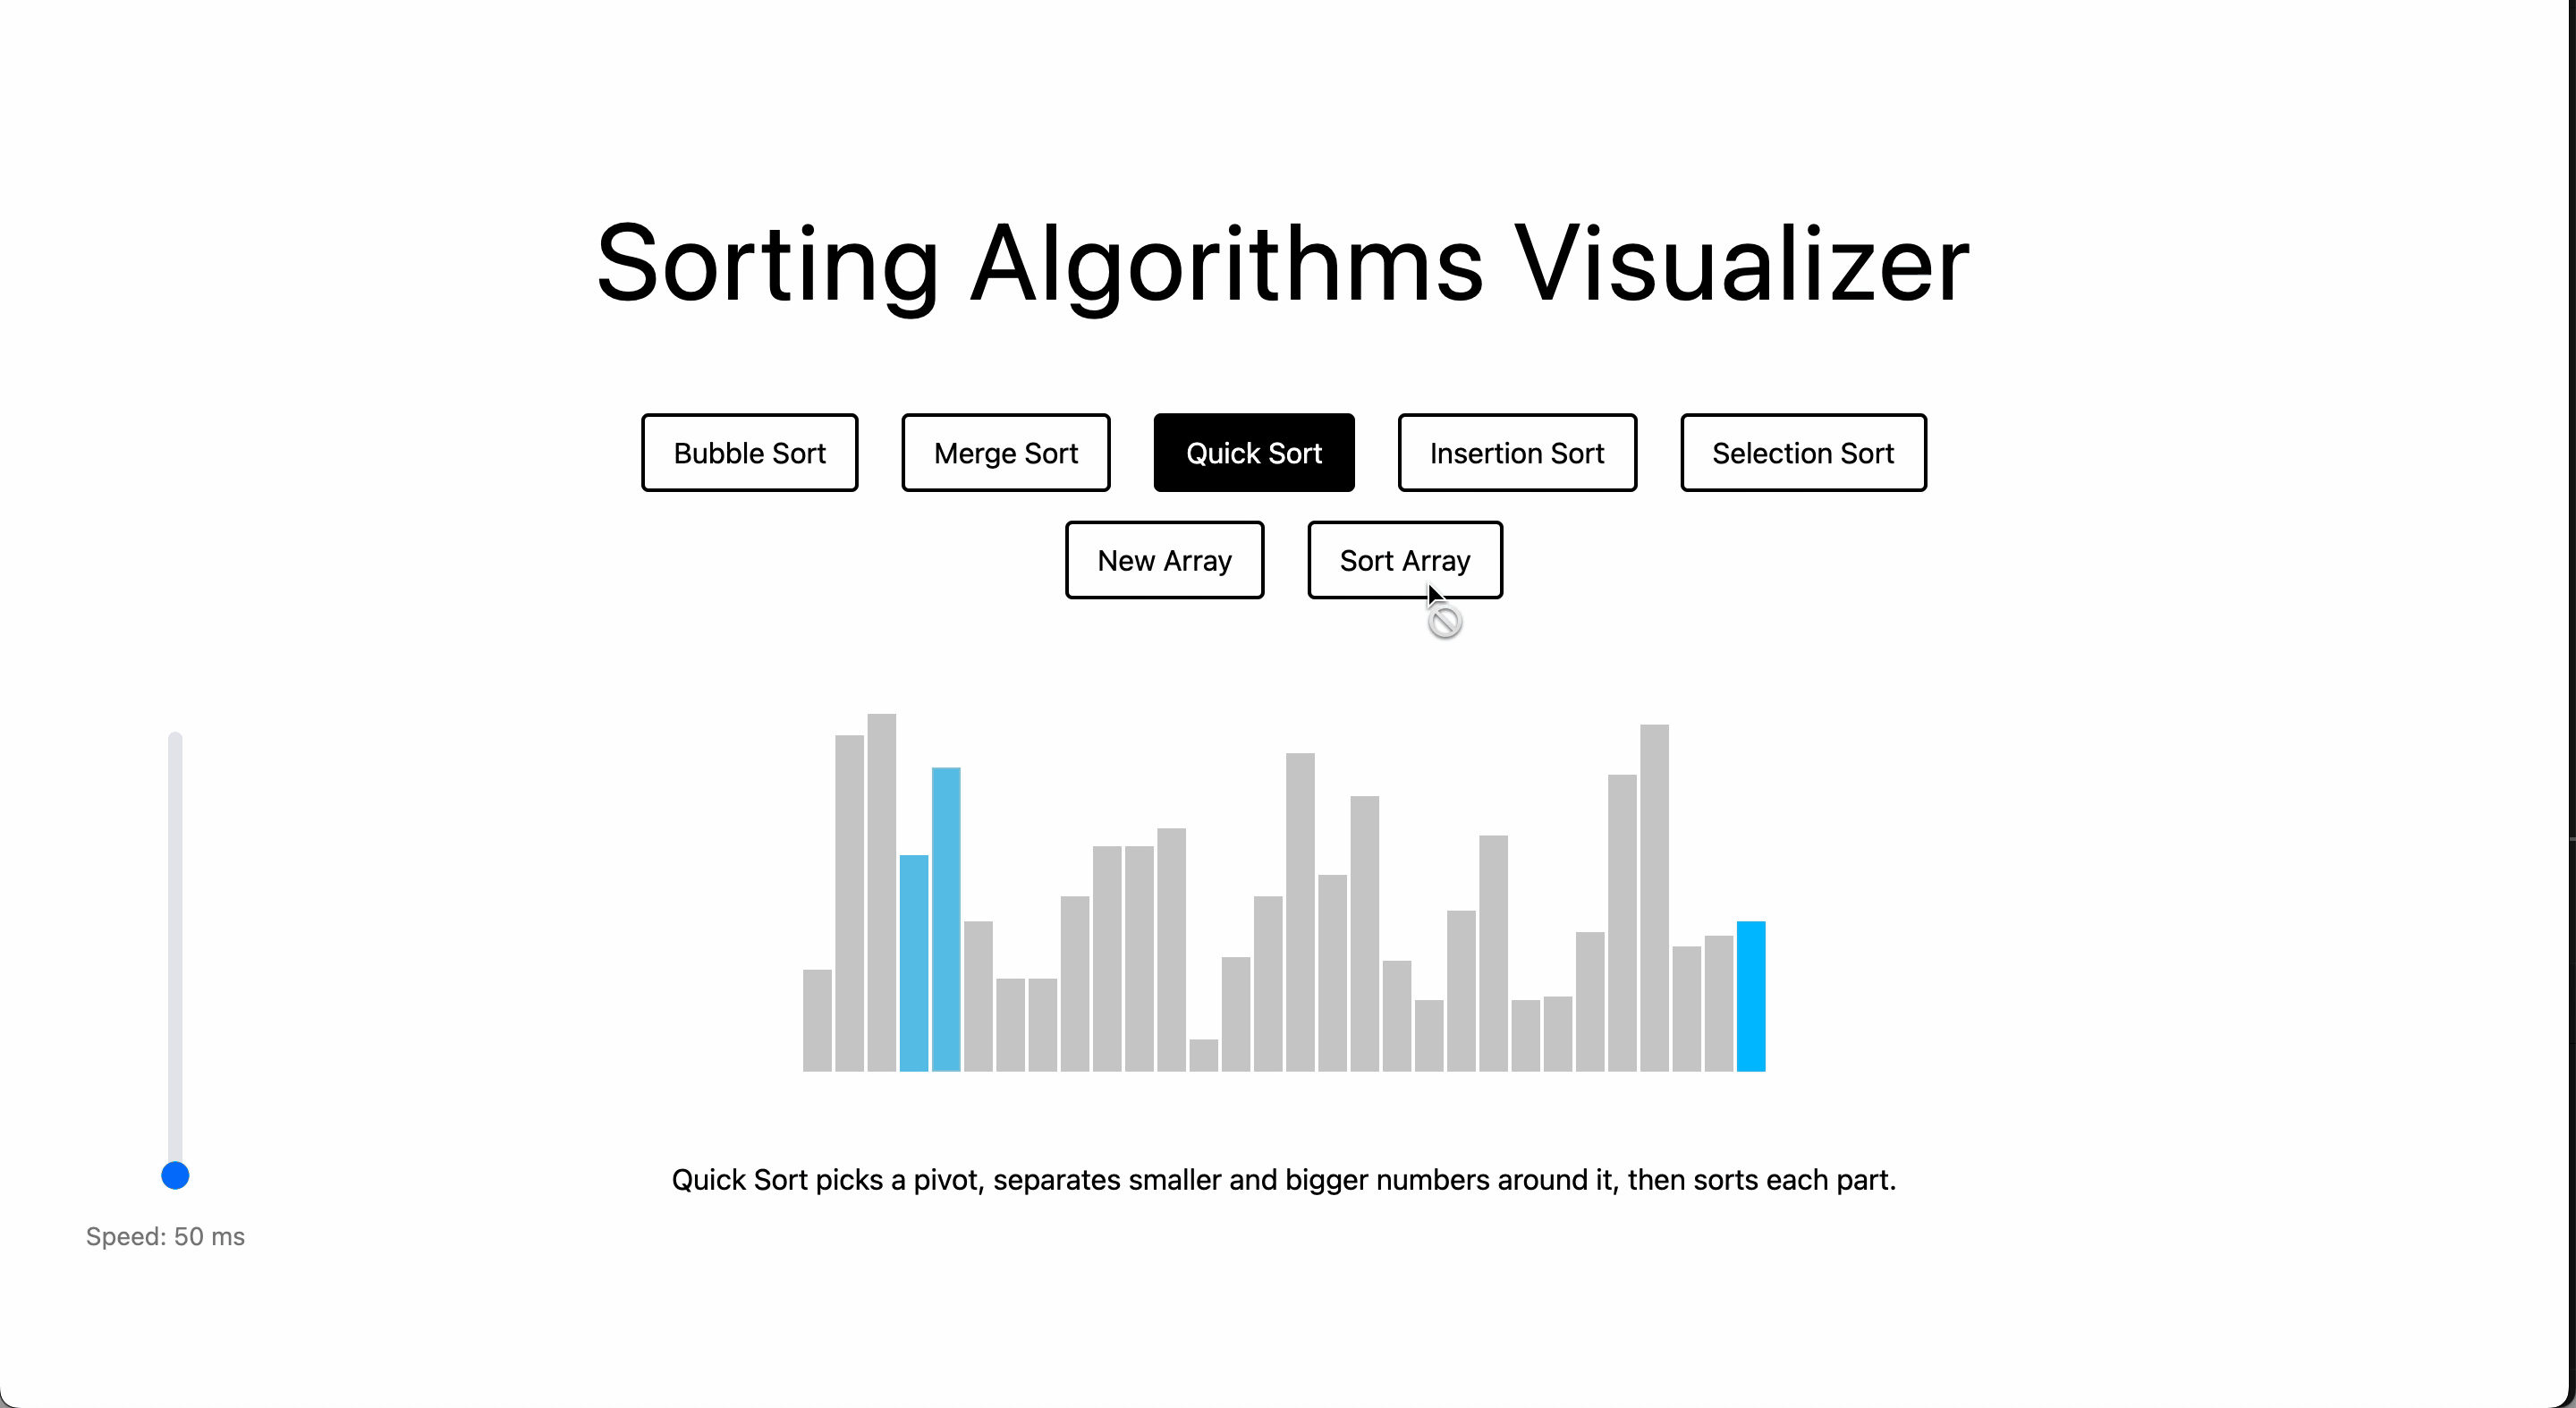 Sorting Algorithms Visualizer
Bubble Sort Merge Sort Quick Sort Insertion Sort Selection Sort
New Array Sort Array
Quick Sort picks a pivot, separates smaller and bigger numbers around it, then sorts each part.
Speed: 50 ms